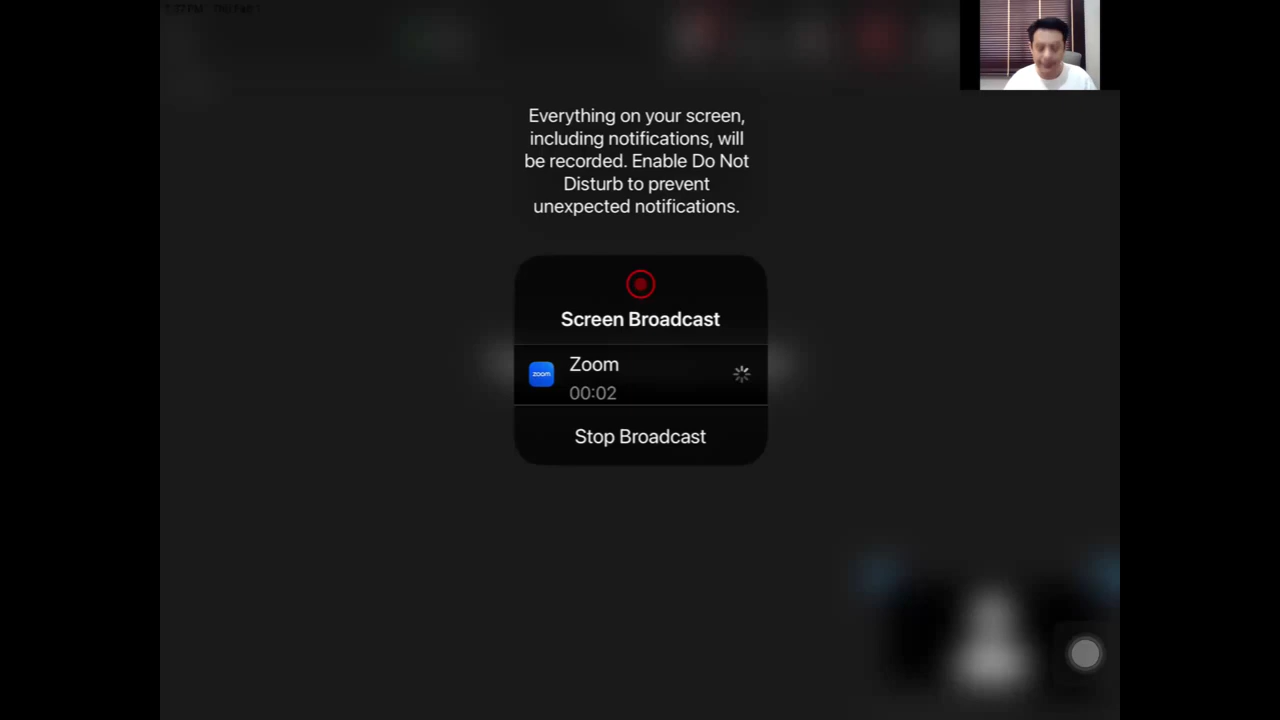 Everything on your screen,
including notifications, will
be recorded. Enable Do Not
Disturb to prevent
unexpected notifications.
Screen Broadcast
zoom
Zoom
00:02
Stop Broadcast